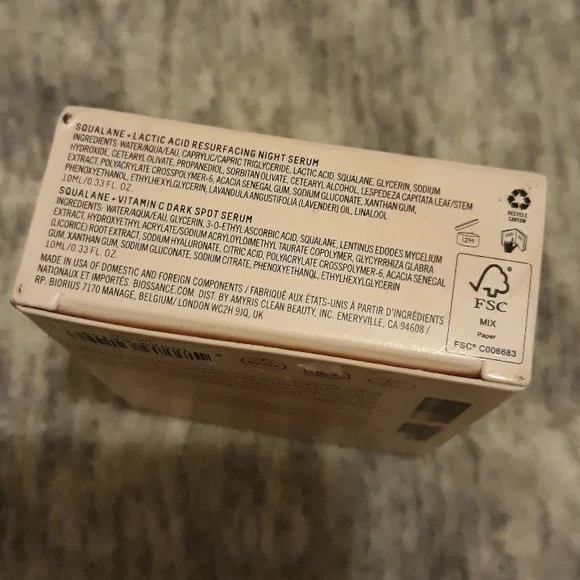 SQUALANE + LACTIC ACID RESURFACING NIGHT SERUM
INGREDIENTS: WATER/AQUA/EAU, CAPRYLIC/CAPRIC TRIGLYCERIDE, LACTIC ACID, SQUALANE, GLYCERIN, SODIUM
HYDROXIDE, CETEARYL OLIVATE, PROPANEDIOL, SORBITAN OLIVATE, CETEARYL ALCOHOL, LESPEDEZA CAPITATA LEAF/STEM
EXTRACT, POLYACRYLATE CROSSPOLYMER-6, ACACIA SENEGAL GUM, SODIUM GLUCONATE, XANTHAN GUM,
PHENOXYETHANOL, ETHYLHEXYLGLYCERIN, LAVANDULA ANGUSTIFOLIA (LAVENDER) OIL, LINALOOL
10ML/0.33 FL. OZ.
SQUALANE + VITAMIN C DARK SPOT SERUM
INGREDIENTS: WATER/AQUA/EAU, GLYCERIN, 3-O-ETHYL ASCORBIC ACID, SQUALANE, LENTINUS EDODES MYCELIUM
EXTRACT, HYDROXYETHYL ACRYLATE/SODIUM ACRYLOYLDIMETHYL TAURATE COPOLYMER, GLYCYRRHIZA GLABRA
(LICORICE) ROOT EXTRACT, SODIUM HYALURONATE, CITRIC ACID, POLYACRYLATE CROSSPOLYMER-6, ACACIA SENEGAL
GUM, XANTHAN GUM, SODIUM GLUCONATE, SODIUM CITRATE, PHENOXYETHANOL, ETHYLHEXYLGLYCERIN
10ML/0.33 FL. OZ.
MADE IN USA OF DOMESTIC AND FOREIGN COMPONENTS / FABRIQUÉ AUX ÉTATS-UNIS À PARTIR D'INGRÉDIENTS
NATIONAUX ET IMPORTÉS. BIOSSANCE.COM. DIST. BY AMYRIS CLEAN BEAUTY, INC. EMERYVILLE, CA 94608 /
RP: BIORIUS 7170 MANAGE, BELGIUM/ LONDON WC2H 9JQ, UK
RECYCLE
CARTON
12M
FSC
MIX
Paper
FSC® C006683